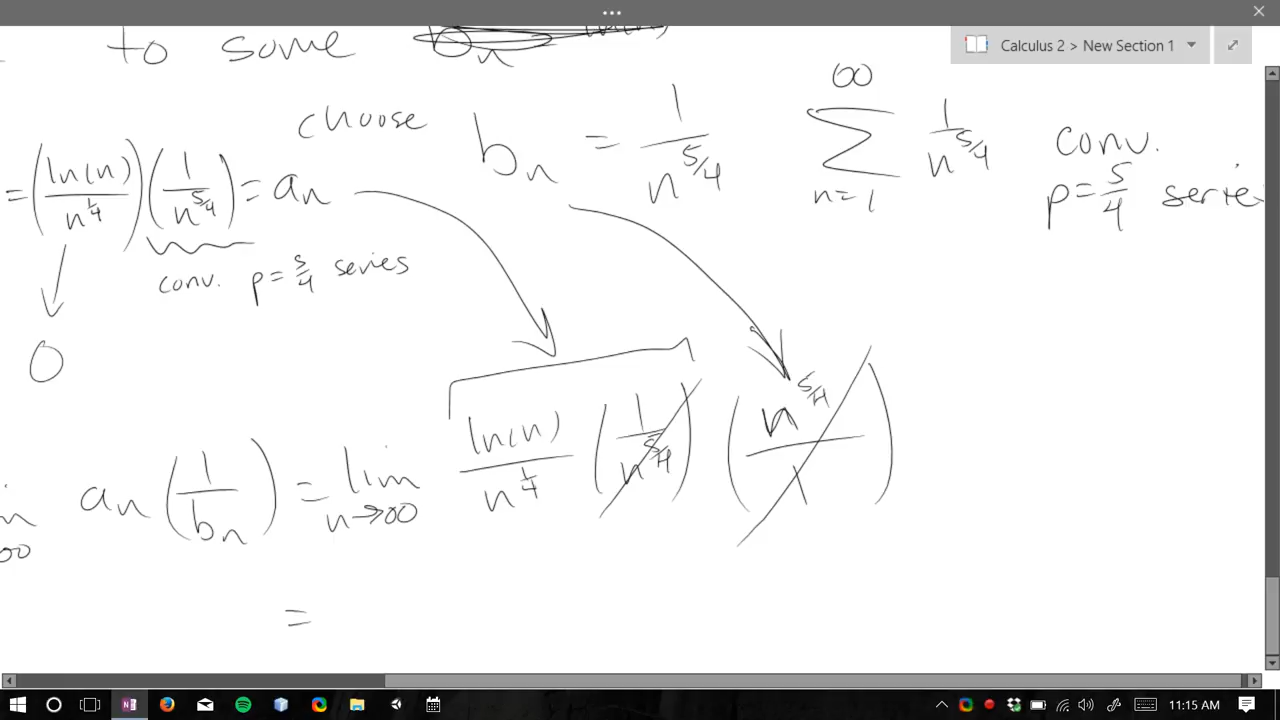 to some bn
Calculus 2 > New Section 1
choose bn = 1/n^(5/4) ∑_(n=1)^∞ 1/n^(5/4) conv.
p = 5/4 series
= (ln(n)/n^(1/4)) (1/n^(5/4)) = an
conv. p = 5/4 series
0
an (1/bn) = lim_(n→∞) ln(n)/n^(1/4) (1/n^(5/4)) (n^(5/4)/1)
=
11:15 AM